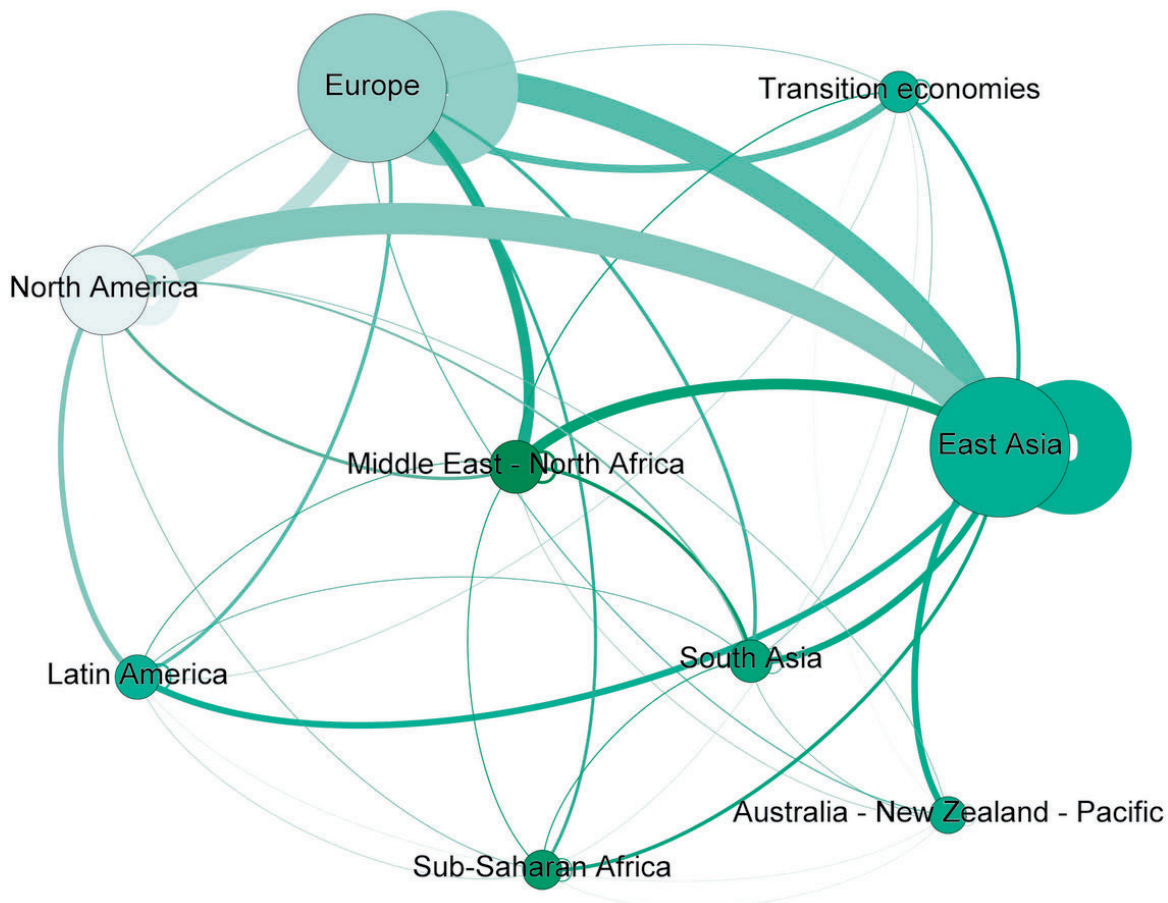 Europe
Transition economies
North America
East Asia
Middle East - North Africa
South Asia
Latin America
Australia - New Zealand - Pacific
Sub-Saharan Africa